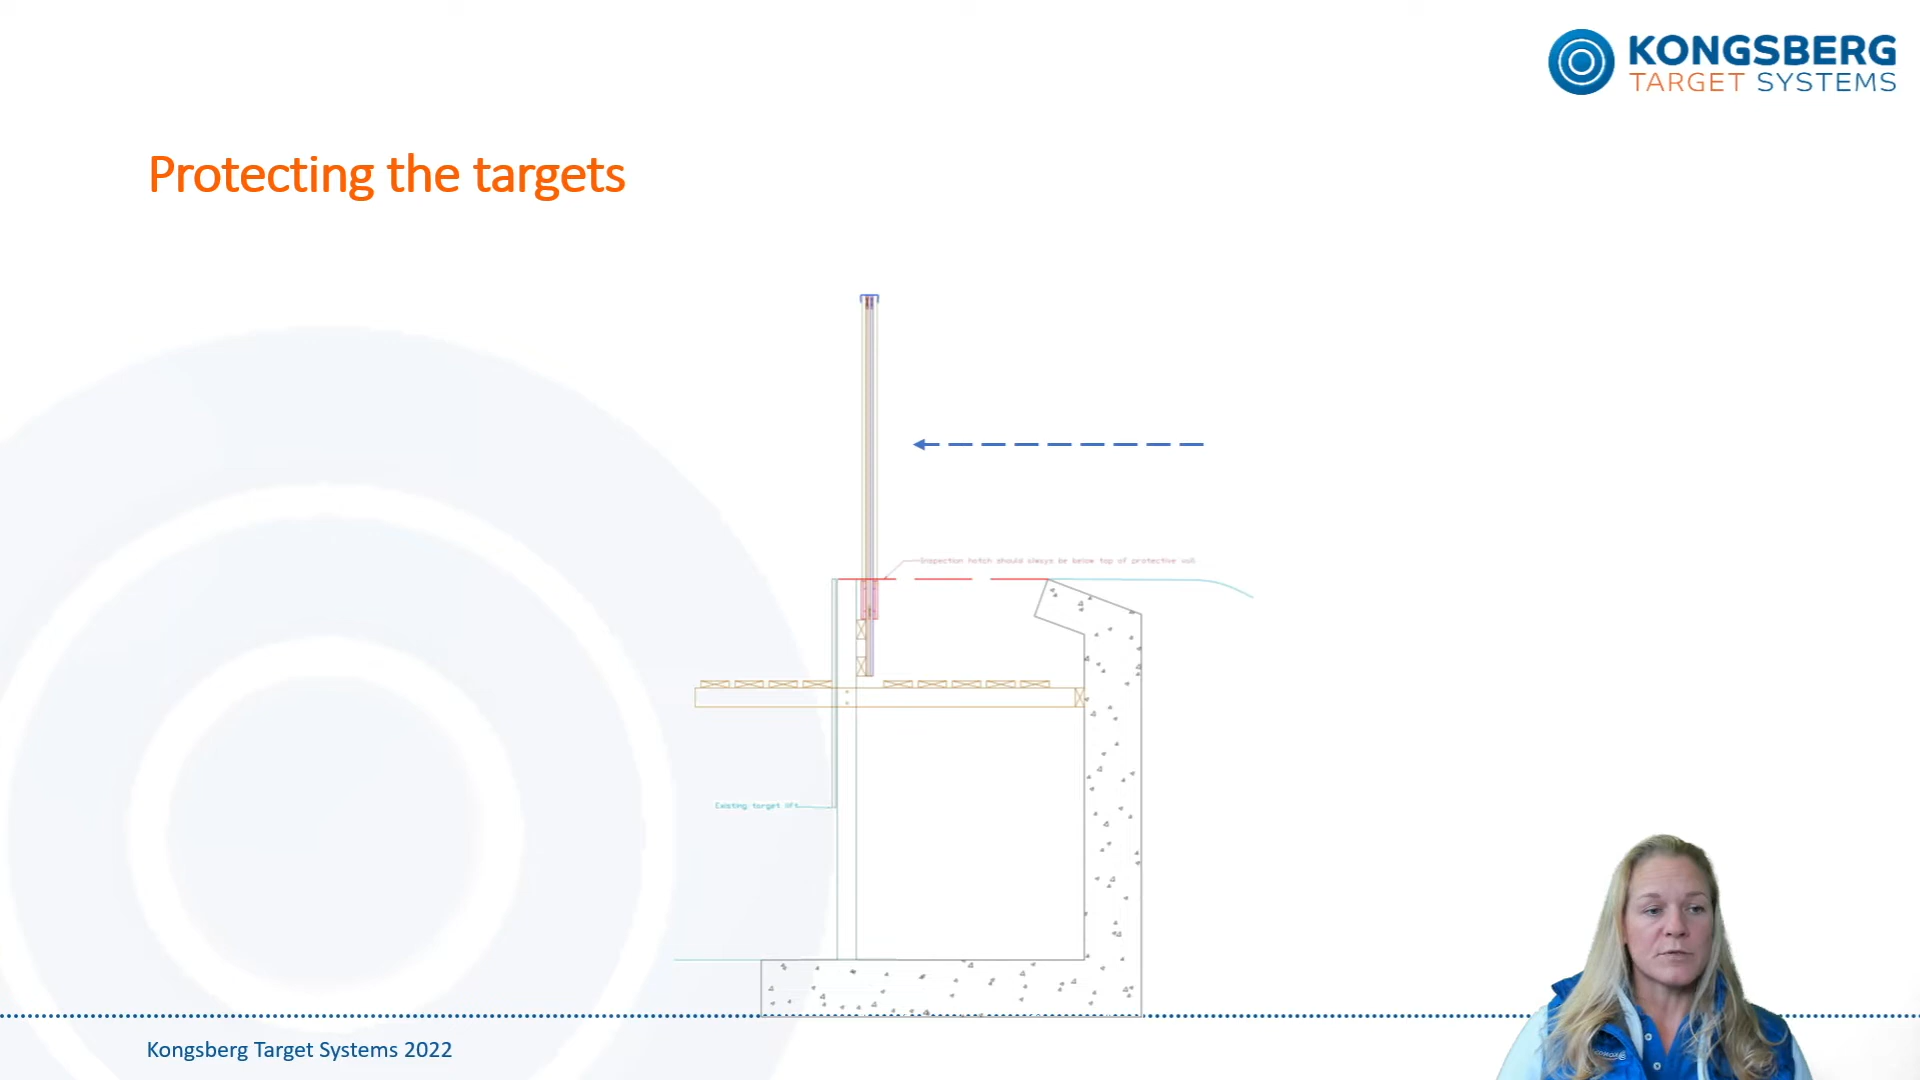 KONGSBERG
TARGET SYSTEMS
Protecting the targets
Inspection hatch should always be below top of protective wall
Existing target lift
Kongsberg Target Systems 2022